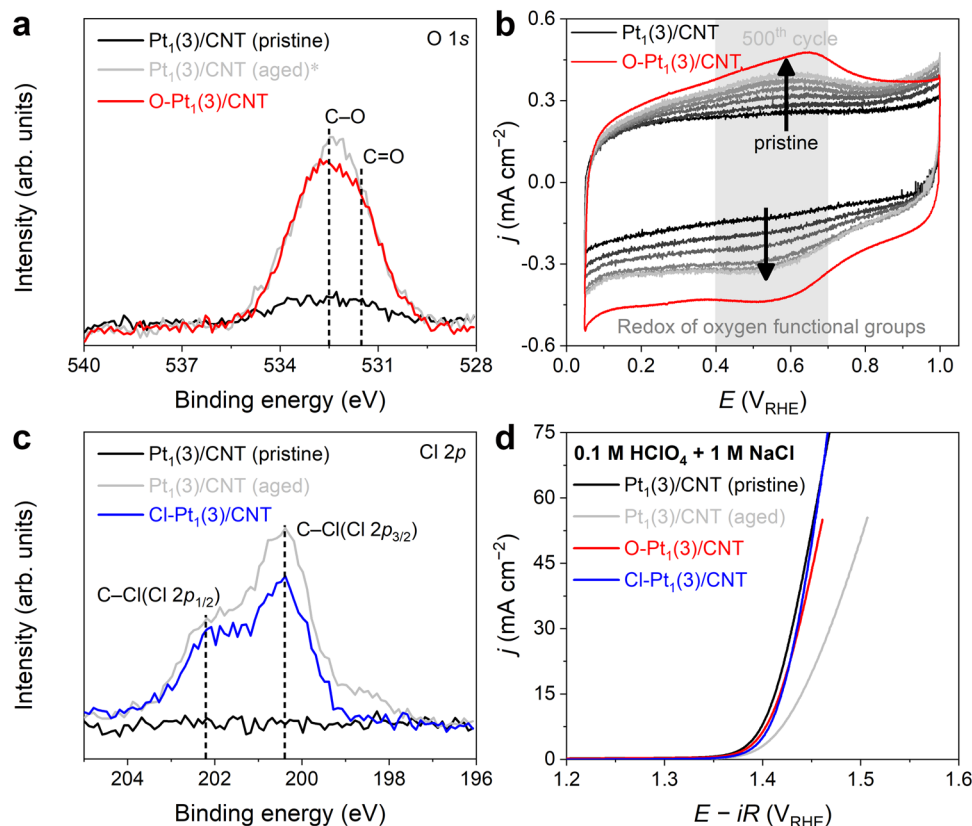 a
Pt₁(3)/CNT (pristine)
Pt₁(3)/CNT (aged)*
O-Pt₁(3)/CNT
O 1s
C–O
C=O
Intensity (arb. units)
540 537 534 531 528
Binding energy (eV)
b
Pt₁(3)/CNT
O-Pt₁(3)/CNT
500th cycle
pristine
Redox of oxygen functional groups
j (mA cm⁻²)
0.6
0.3
0.0
-0.3
-0.6
0.0 0.2 0.4 0.6 0.8 1.0
E (V_RHE)
c
Pt₁(3)/CNT (pristine)
Pt₁(3)/CNT (aged)
Cl-Pt₁(3)/CNT
Cl 2p
C–Cl(Cl 2p₃/₂)
C–Cl(Cl 2p₁/₂)
Intensity (arb. units)
204 202 200 198 196
Binding energy (eV)
d
0.1 M HClO₄ + 1 M NaCl
Pt₁(3)/CNT (pristine)
Pt₁(3)/CNT (aged)
O-Pt₁(3)/CNT
Cl-Pt₁(3)/CNT
j (mA cm⁻²)
75
60
45
30
15
0
1.2 1.3 1.4 1.5 1.6
E − iR (V_RHE)